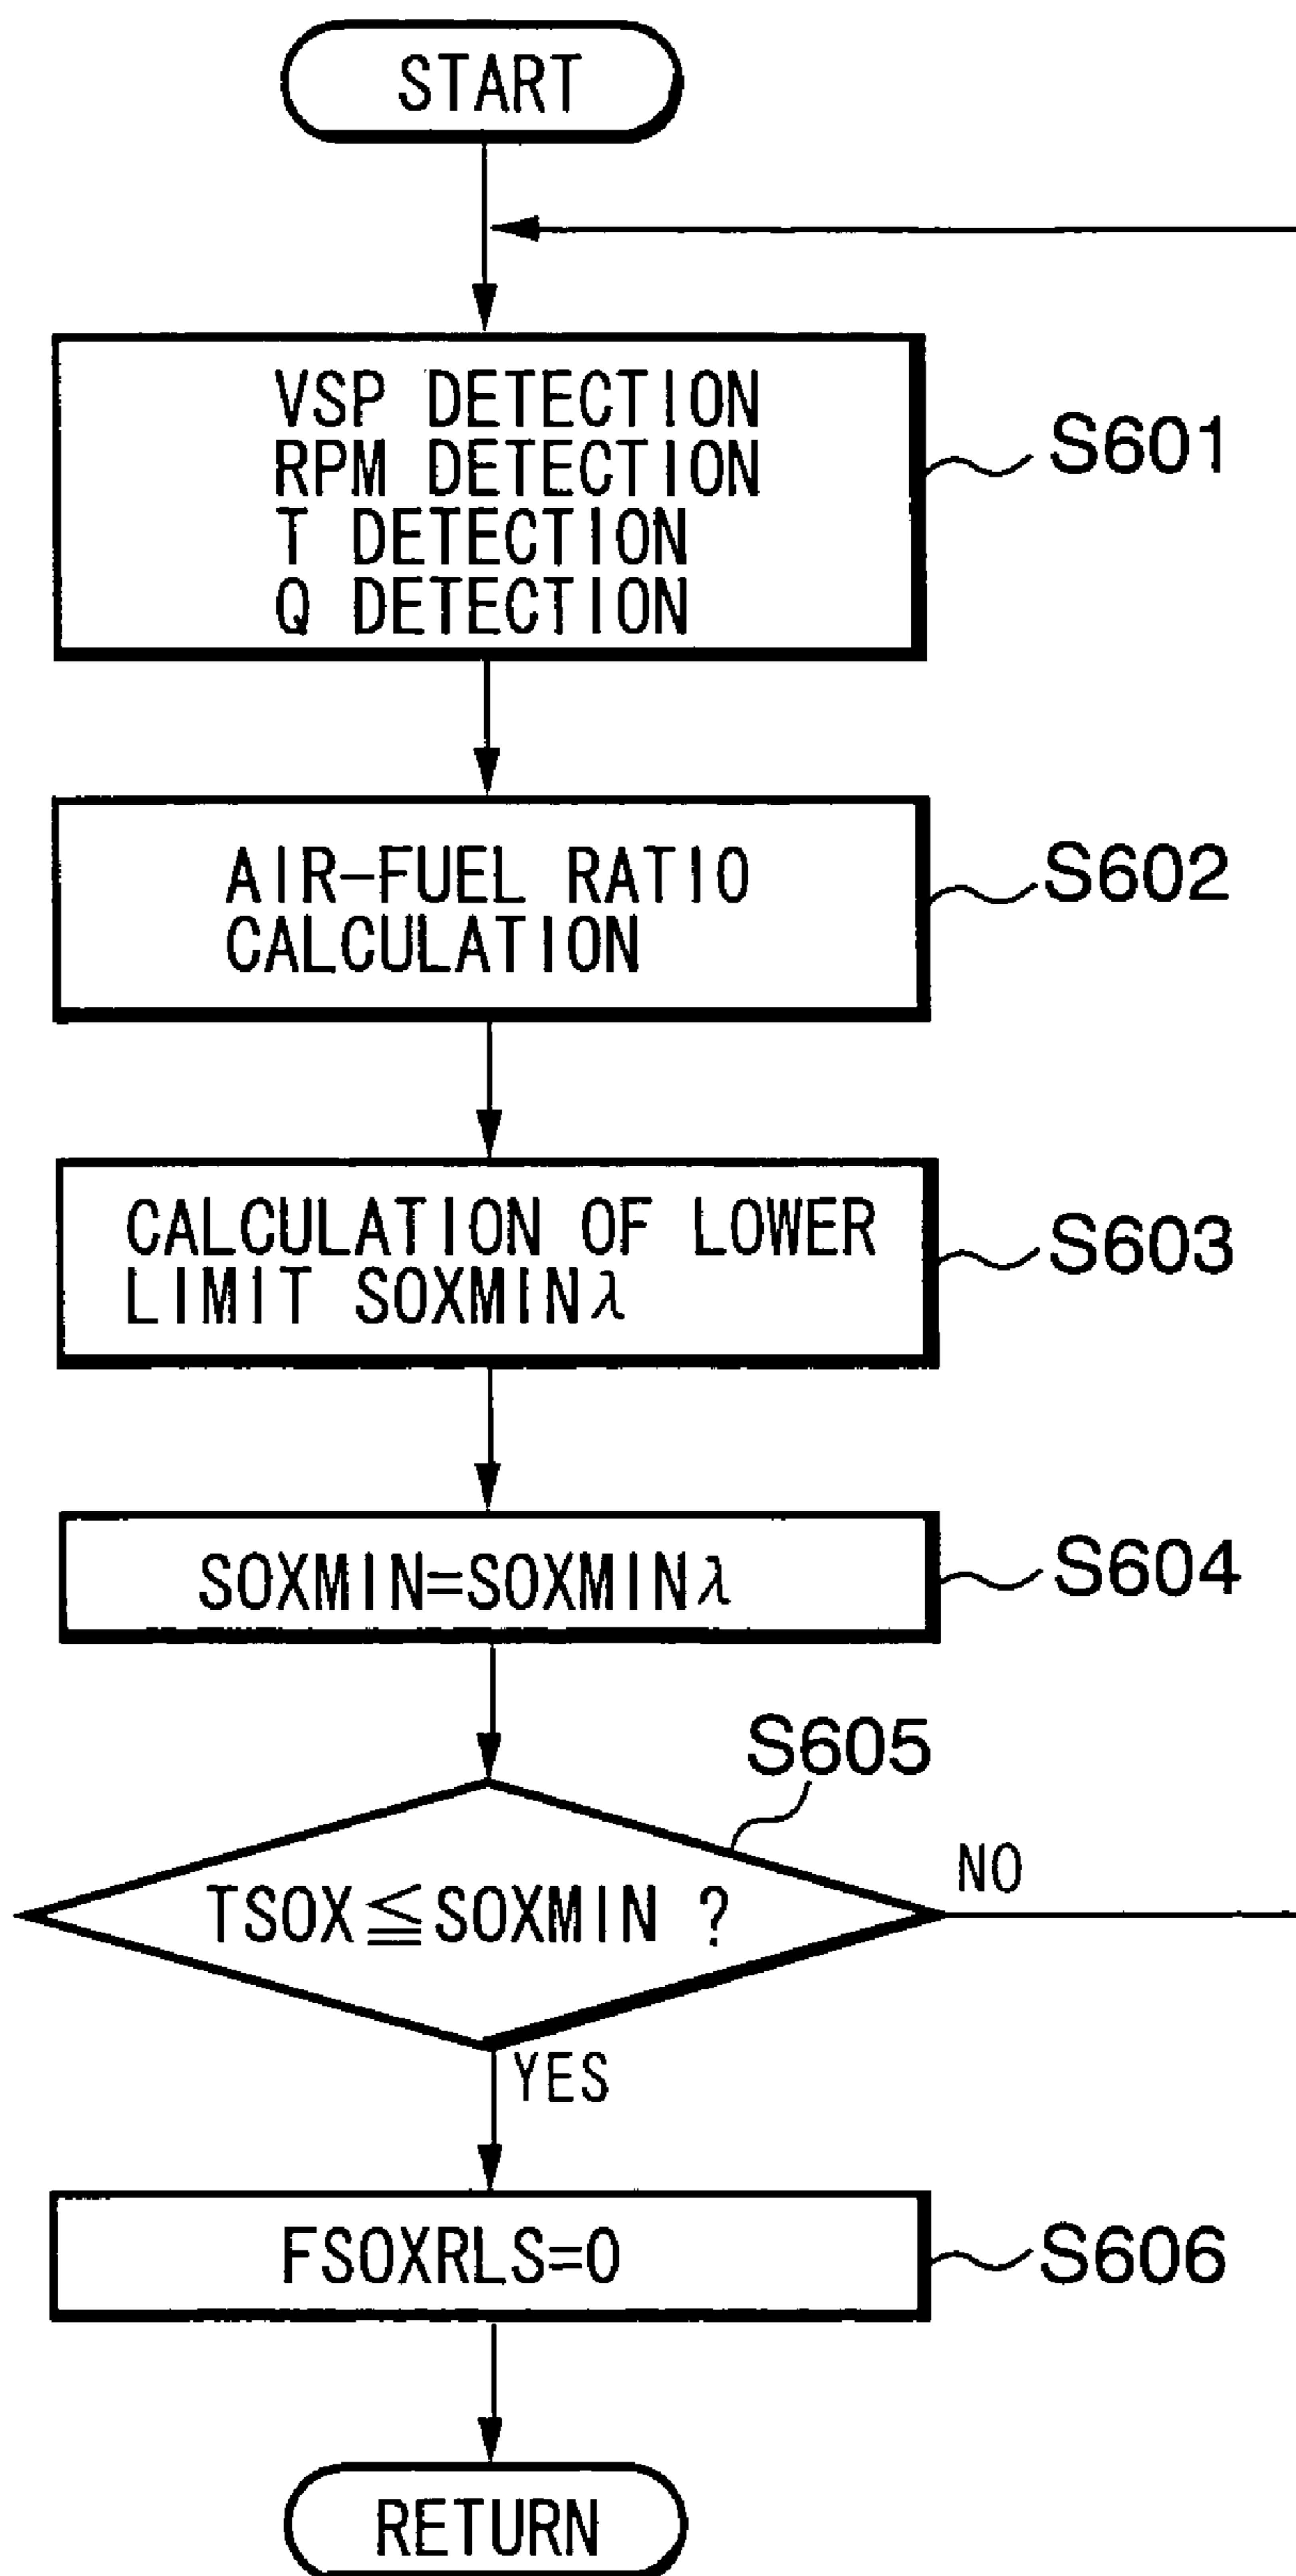 START
VSP DETECTION
RPM DETECTION
T DETECTION
Q DETECTION
S601
AIR-FUEL RATIO
CALCULATION
S602
CALCULATION OF LOWER
LIMIT SOXMINλ
S603
SOXMIN=SOXMINλ
S604
S605
TSOX≦SOXMIN ?
NO
YES
FSOXRLS=0
S606
RETURN